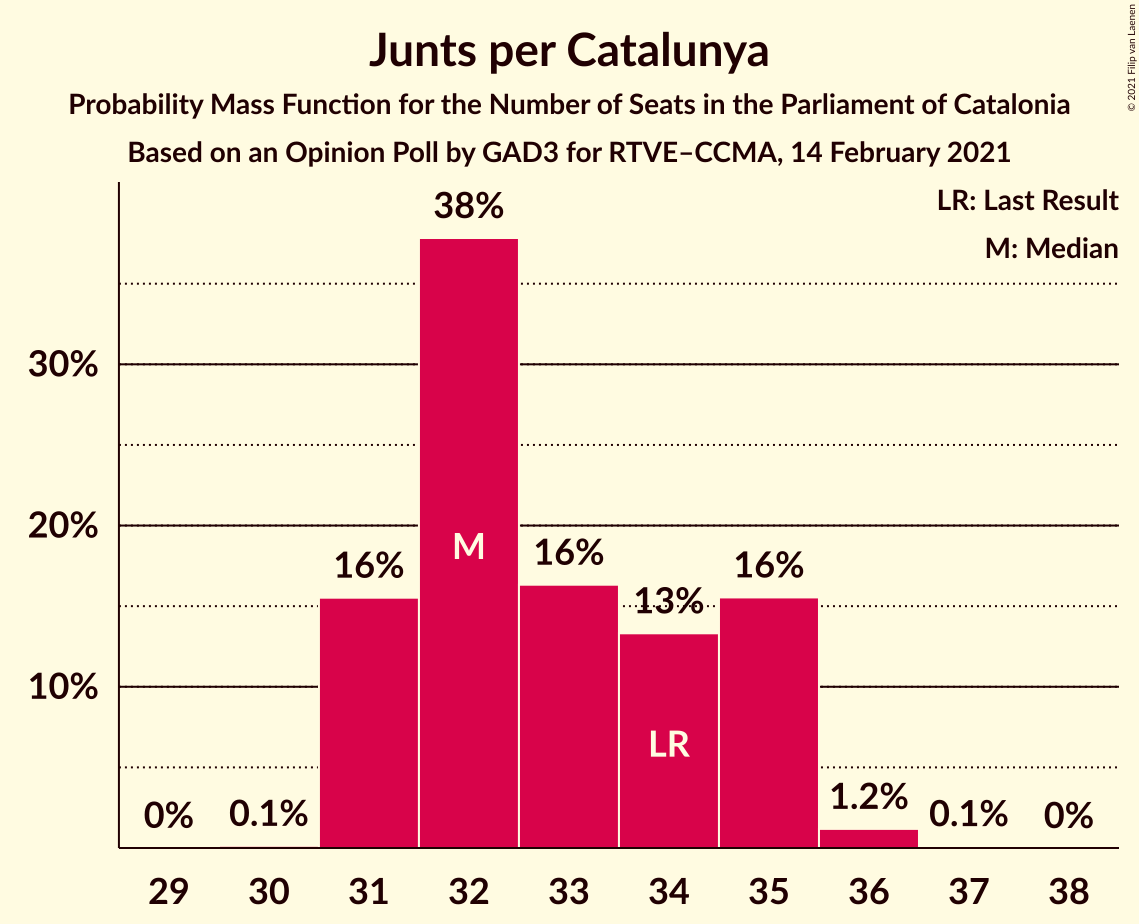 Junts per Catalunya
Probability Mass Function for the Number of Seats in the Parliament of Catalonia
Based on an Opinion Poll by GAD3 for RTVE–CCMA, 14 February 2021
© 2021 Filip van Laenen
LR: Last Result
M: Median
38%
30%
20%
16%
M
16%
13%
16%
10%
LR
0%
0.1%
1.2%
0.1%
0%
29 30 31 32 33 34 35 36 37 38